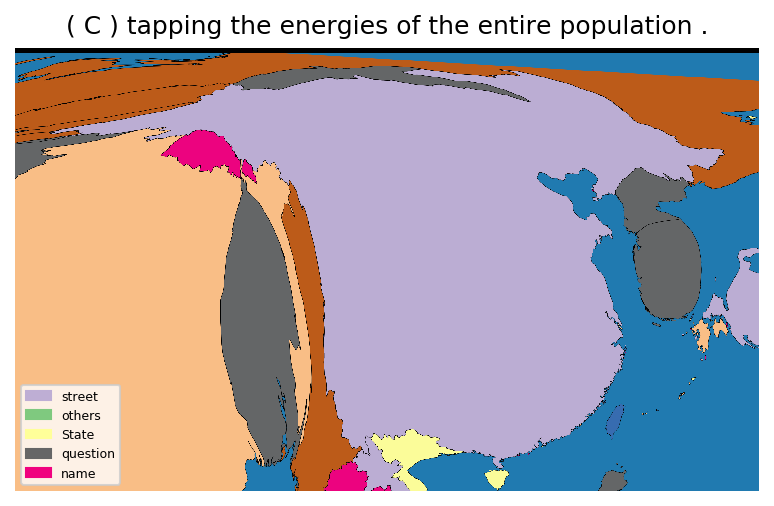 ( C ) tapping the energies of the entire population .
street
others
State
question
name